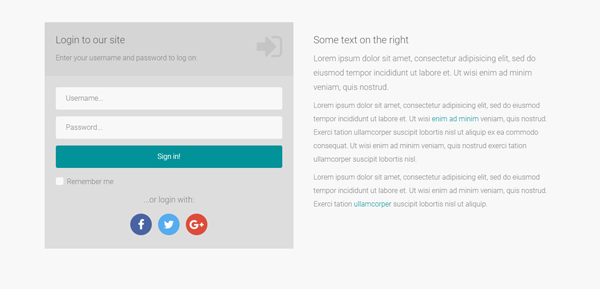 Login to our site
Enter your username and password to log on:
Username...
Password...
Sign in!
Remember me
...or login with:
f
G+
Some text on the right
Lorem ipsum dolor sit amet, consectetur adipisicing elit, sed do
eiusmod tempor incididunt ut labore et. Ut wisi enim ad minim
veniam, quis nostrud.
Lorem ipsum dolor sit amet, consectetur adipisicing elit, sed do eiusmod
tempor incididunt ut labore et. Ut wisi enim ad minim veniam, quis nostrud.
Exerci tation ullamcorper suscipit lobortis nisl ut aliquip ex ea commodo
consequat. Ut wisi enim ad minim veniam, quis nostrud exerci tation
ullamcorper suscipit lobortis nisl.
Lorem ipsum dolor sit amet, consectetur adipisicing elit, sed do eiusmod
tempor incididunt ut labore et. Ut wisi enim ad minim veniam, quis nostrud.
Exerci tation ullamcorper suscipit lobortis nisl ut aliquip.